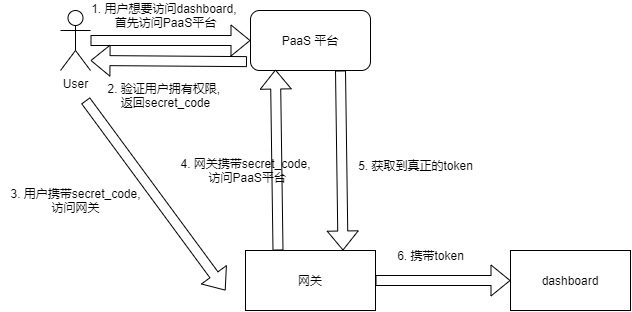 1. 用户想要访问dashboard,
首先访问PaaS平台
PaaS 平台
User
2. 验证用户拥有权限,
返回secret_code
4. 网关携带secret_code,
访问PaaS平台
5. 获取到真正的token
3. 用户携带secret_code,
访问网关
6. 携带token
网关
dashboard